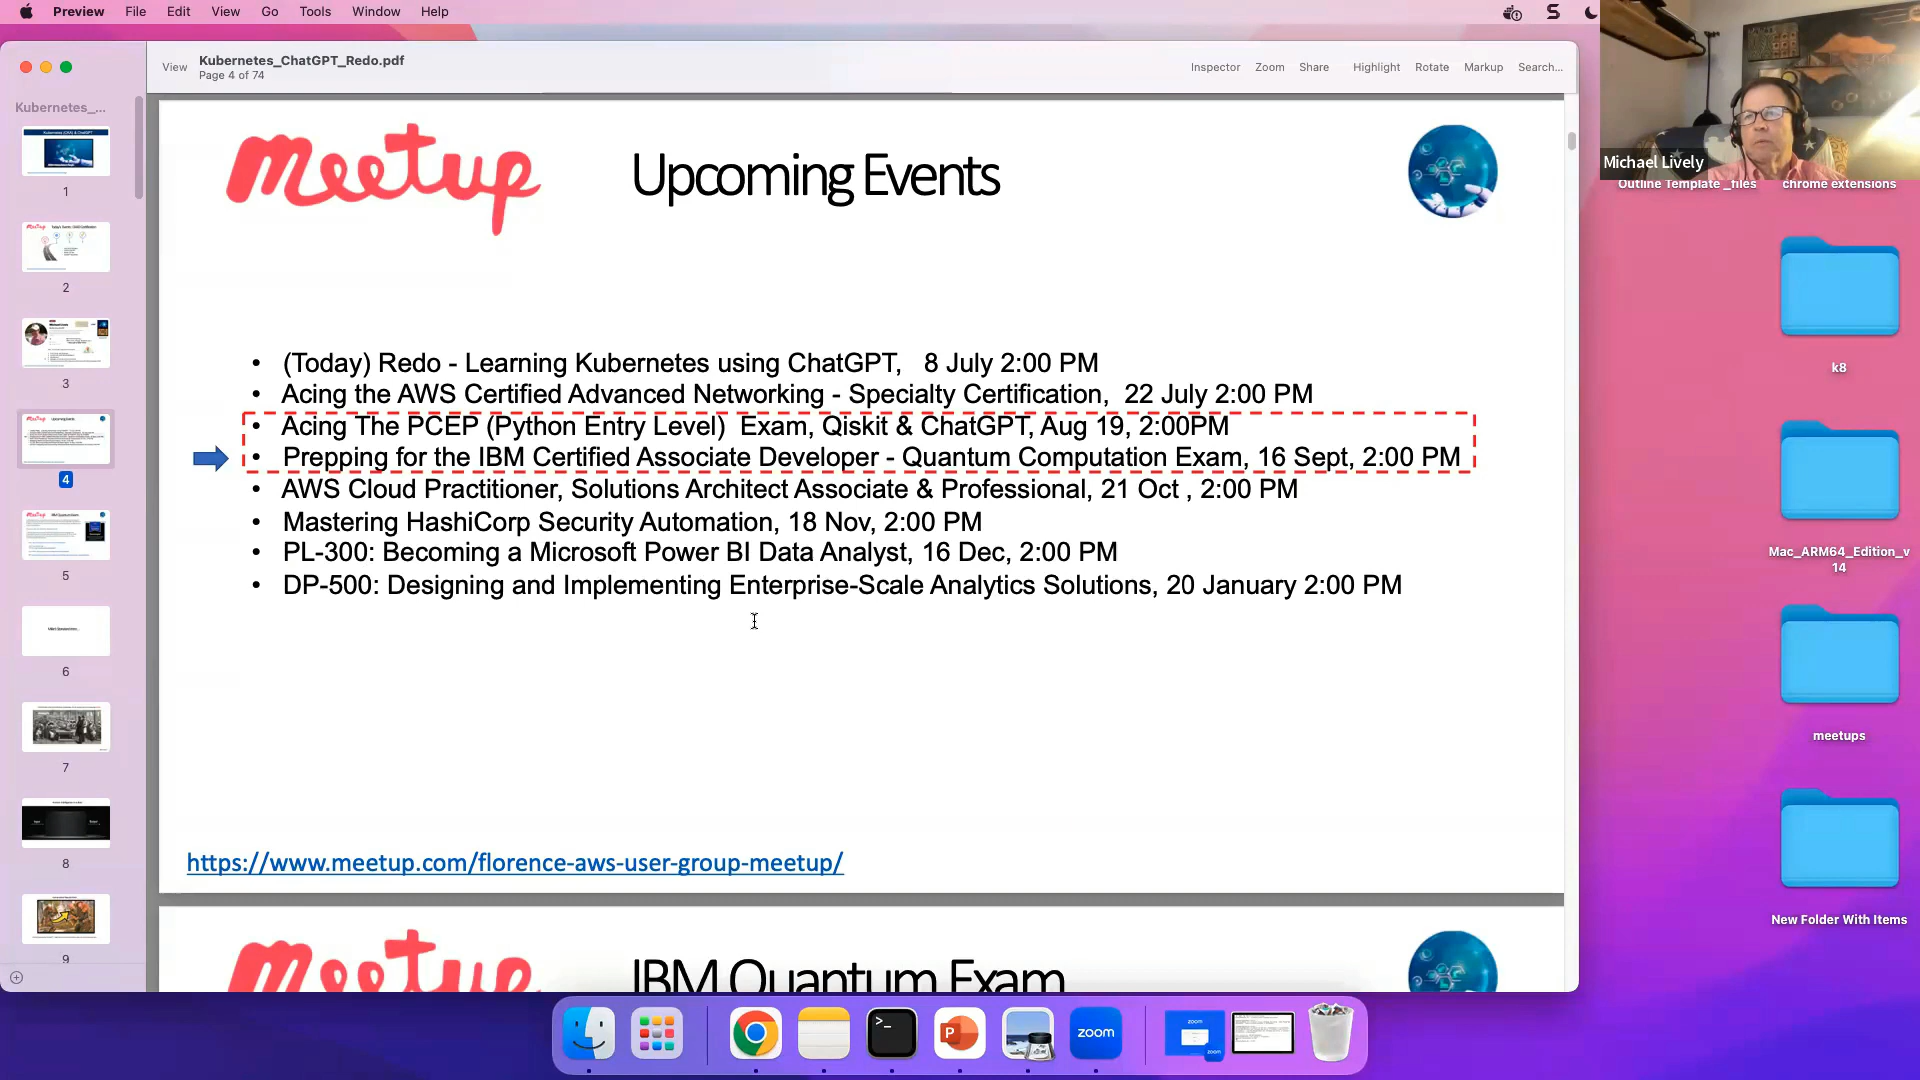 Preview File Edit View Go Tools Window Help
View
Kubernetes_ChatGPT_Redo.pdf
Page 4 of 74
Inspector Zoom Share Highlight Rotate Markup Search...
Kubernetes_...
1
2
3
4
5
6
7
8
9
Meetup
Upcoming Events
• (Today) Redo - Learning Kubernetes using ChatGPT, 8 July 2:00 PM
• Acing the AWS Certified Advanced Networking - Specialty Certification, 22 July 2:00 PM
• Acing The PCEP (Python Entry Level) Exam, Qiskit & ChatGPT, Aug 19, 2:00PM
• Prepping for the IBM Certified Associate Developer - Quantum Computation Exam, 16 Sept, 2:00 PM
• AWS Cloud Practitioner, Solutions Architect Associate & Professional, 21 Oct , 2:00 PM
• Mastering HashiCorp Security Automation, 18 Nov, 2:00 PM
• PL-300: Becoming a Microsoft Power BI Data Analyst, 16 Dec, 2:00 PM
• DP-500: Designing and Implementing Enterprise-Scale Analytics Solutions, 20 January 2:00 PM
https://www.meetup.com/florence-aws-user-group-meetup/
Meetup
IBM Quantum Exam
Michael Lively
Outline Template _files
chrome extensions
k8
Mac_ARM64_Edition_v
14
meetups
New Folder With Items
zoom
zoom